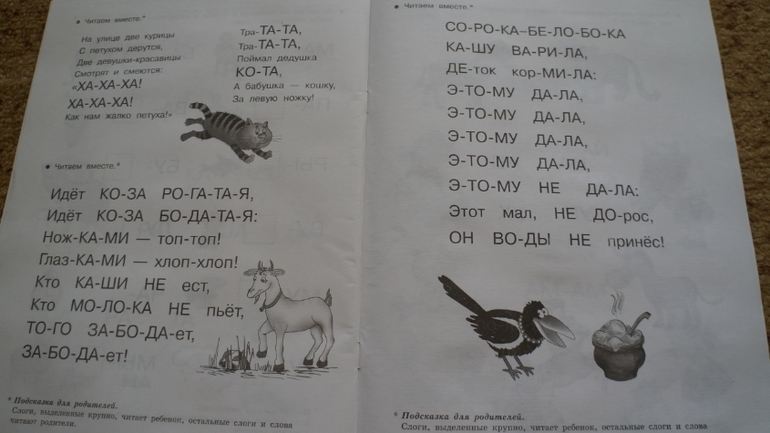 • Читаем вместе.*
На улице две курицы
С петухом дерутся,
Две девушки-красавицы
Смотрят и смеются:
«ХА-ХА-ХА!
ХА-ХА-ХА!
Как нам жалко петуха!»
Тра-ТА-ТА,
Тра-ТА-ТА,
Поймал дедушка
КО-ТА,
А бабушка — кошку,
За левую ножку!
• Читаем вместе.*
Идёт КО-ЗА РО-ГА-ТА-Я,
Идёт КО-ЗА БО-ДА-ТА-Я:
Нож-КА-МИ — топ-топ!
Глаз-КА-МИ — хлоп-хлоп!
Кто КА-ШИ НЕ ест,
Кто МО-ЛО-КА НЕ пьёт,
ТО-ГО ЗА-БО-ДА-ет,
ЗА-БО-ДА-ет!
* Подсказка для родителей.
Слоги, выделенные крупно, читает ребенок, остальные слоги и слова
читают родители.
• Читаем вместе.*
СО-РО-КА–БЕ-ЛО-БО-КА
КА-ШУ ВА-РИ-ЛА,
ДЕ-ток кор-МИ-ЛА:
Э-ТО-МУ ДА-ЛА,
Э-ТО-МУ ДА-ЛА,
Э-ТО-МУ ДА-ЛА,
Э-ТО-МУ ДА-ЛА,
Э-ТО-МУ НЕ ДА-ЛА:
Этот мал, НЕ ДО-рос,
ОН ВО-ДЫ НЕ принёс!
* Подсказка для родителей.
Слоги, выделенные крупно, читает ребенок, остальные слоги и слова